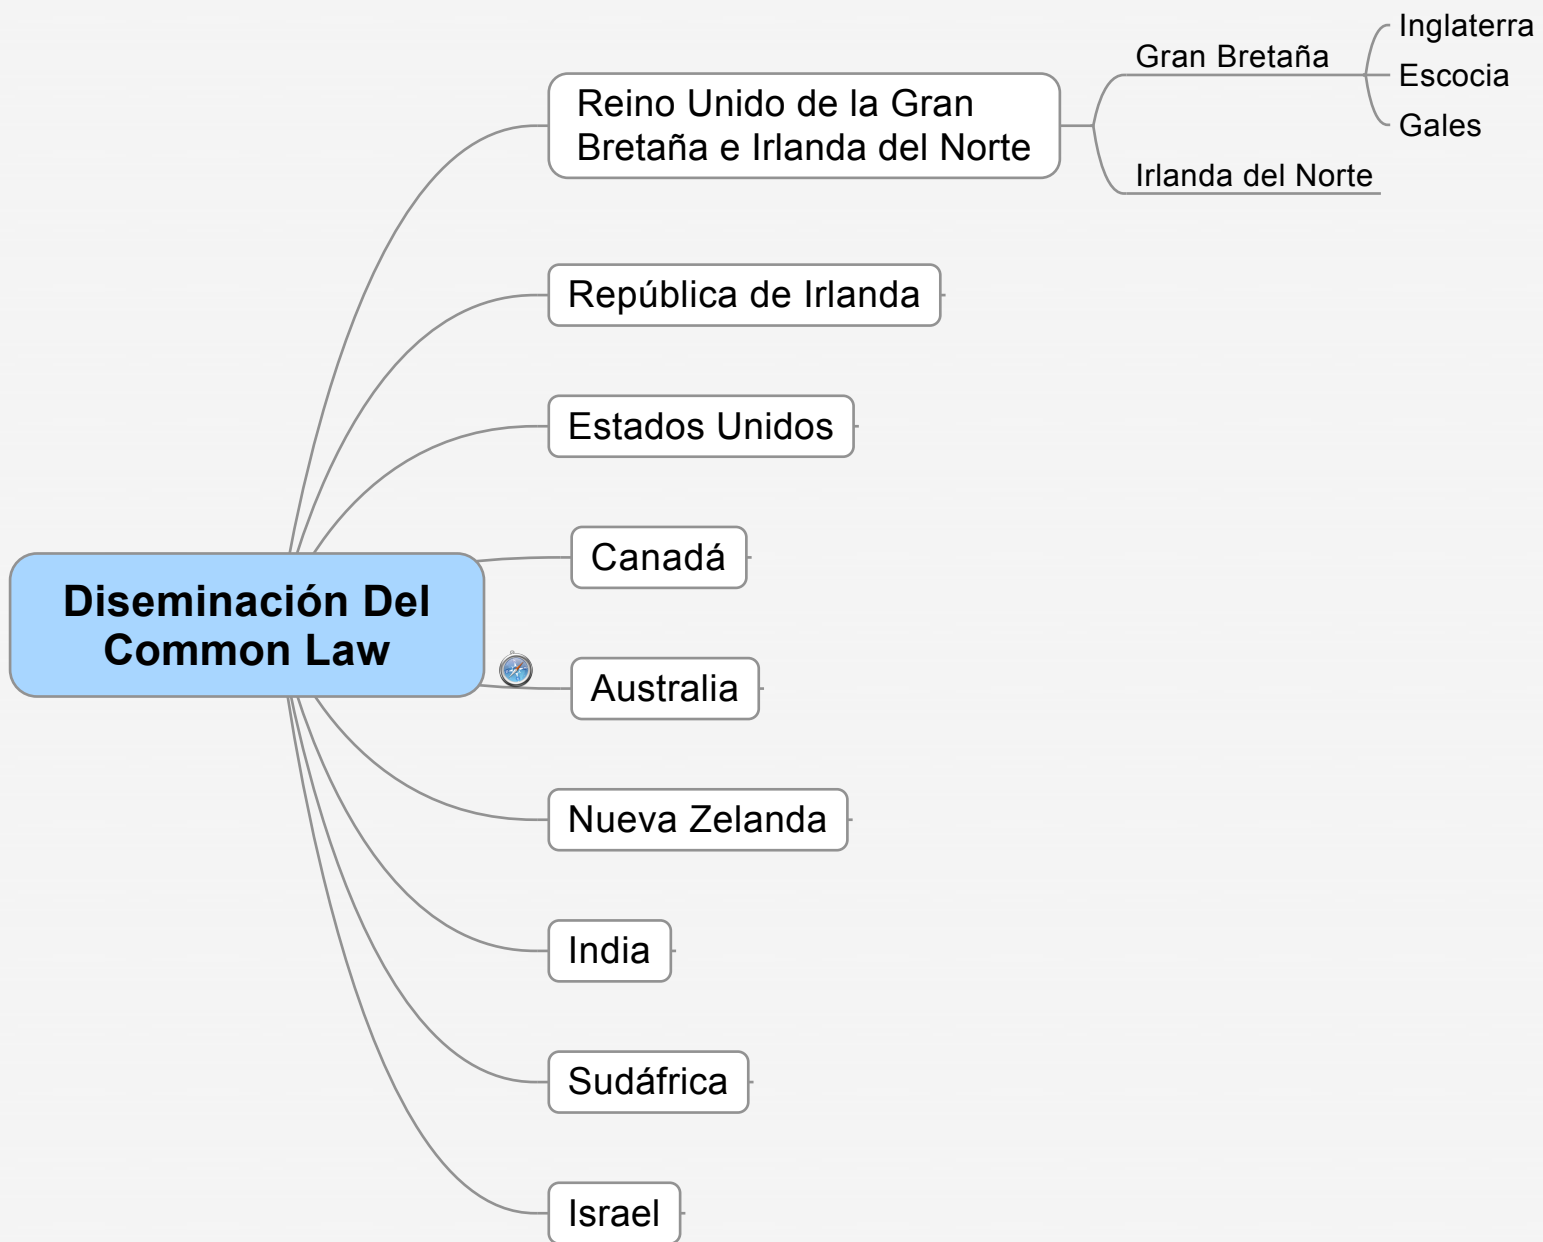 Inglaterra
Gran Bretaña
Escocia
Gales
Reino Unido de la Gran
Bretaña e Irlanda del Norte
Irlanda del Norte
República de Irlanda
Estados Unidos
Canadá
Diseminación Del
Common Law
Australia
Nueva Zelanda
India
Sudáfrica
Israel